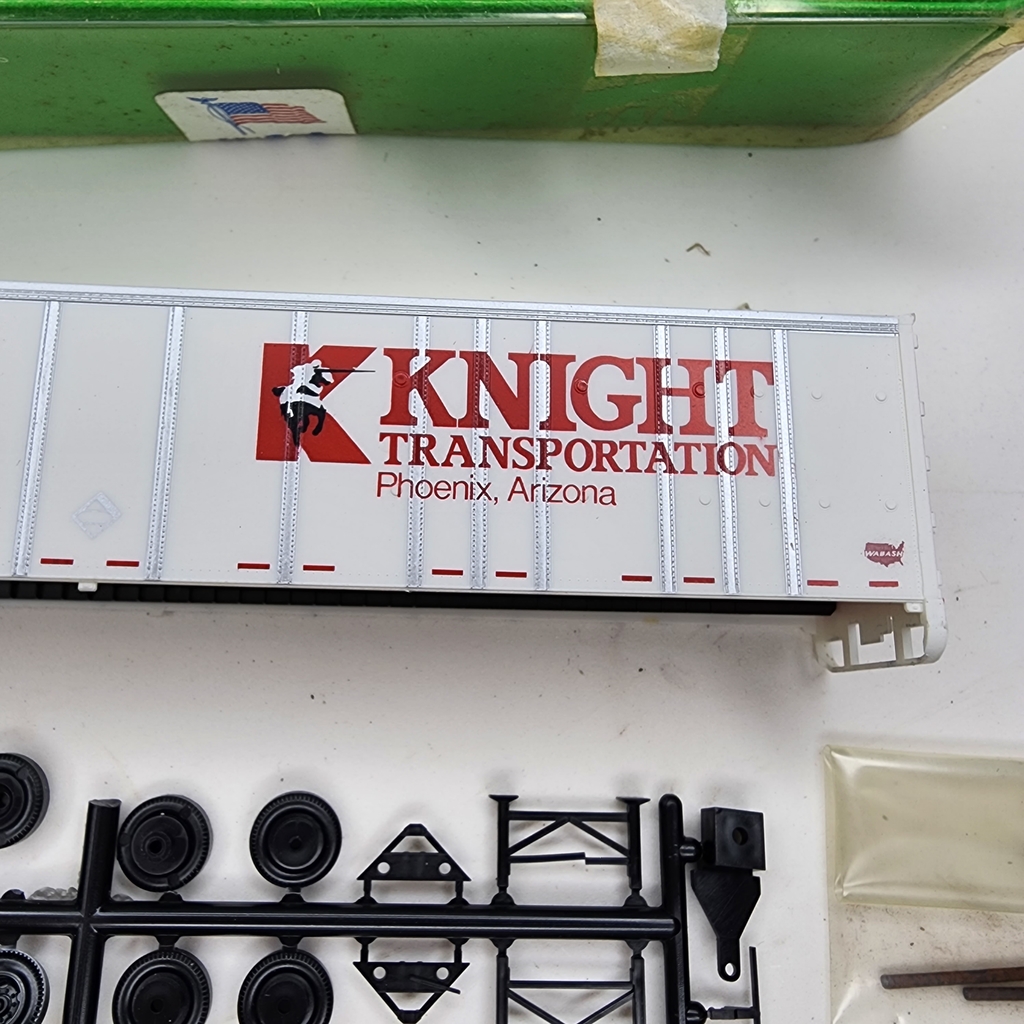 KNIGHT
TRANSPORTATION
Phoenix, Arizona
WABASH